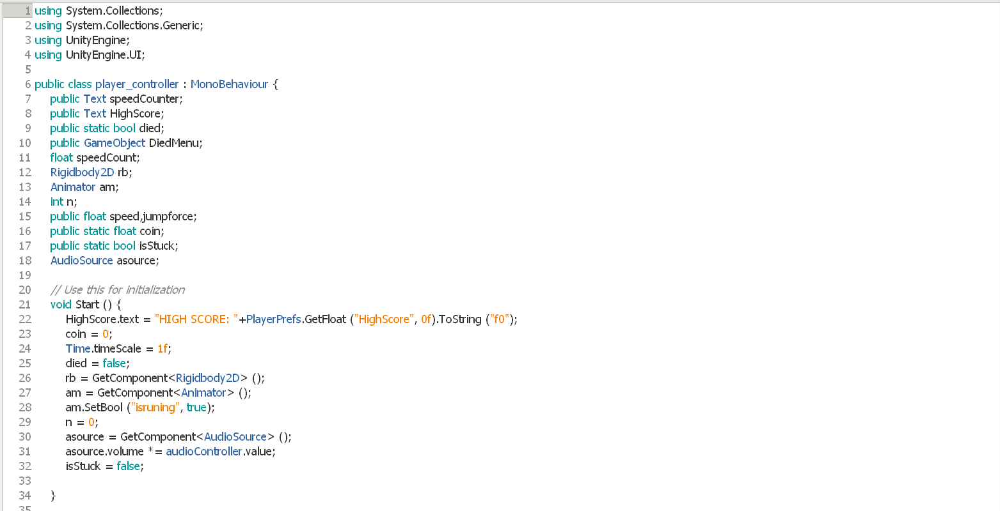 1 using System.Collections;
2 using System.Collections.Generic;
3 using UnityEngine;
4 using UnityEngine.UI;
5
6 public class player_controller : MonoBehaviour {
7 public Text speedCounter;
8 public Text HighScore;
9 public static bool died;
10 public GameObject DiedMenu;
11 float speedCount;
12 Rigidbody2D rb;
13 Animator am;
14 int n;
15 public float speed,jumpforce;
16 public static float coin;
17 public static bool isStuck;
18 AudioSource asource;
19
20 // Use this for initialization
21 void Start () {
22 HighScore.text = "HIGH SCORE: "+PlayerPrefs.GetFloat ("HighScore", 0f).ToString ("f0");
23 coin = 0;
24 Time.timeScale = 1f;
25 died = false;
26 rb = GetComponent<Rigidbody2D> ();
27 am = GetComponent<Animator> ();
28 am.SetBool ("isruning", true);
29 n = 0;
30 asource = GetComponent<AudioSource> ();
31 asource.volume *= audioController.value;
32 isStuck = false;
33
34 }
35